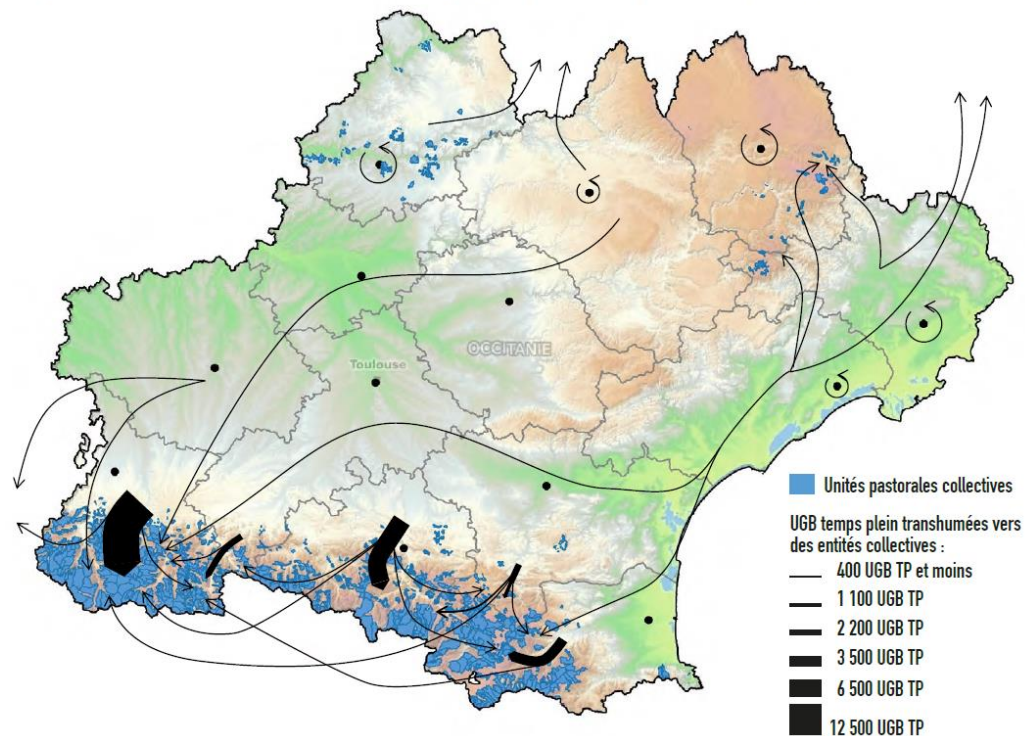 OCCITANIE
Toulouse
Unités pastorales collectives
UGB temps plein transhumées vers
des entités collectives :
400 UGB TP et moins
1 100 UGB TP
2 200 UGB TP
3 500 UGB TP
6 500 UGB TP
12 500 UGB TP